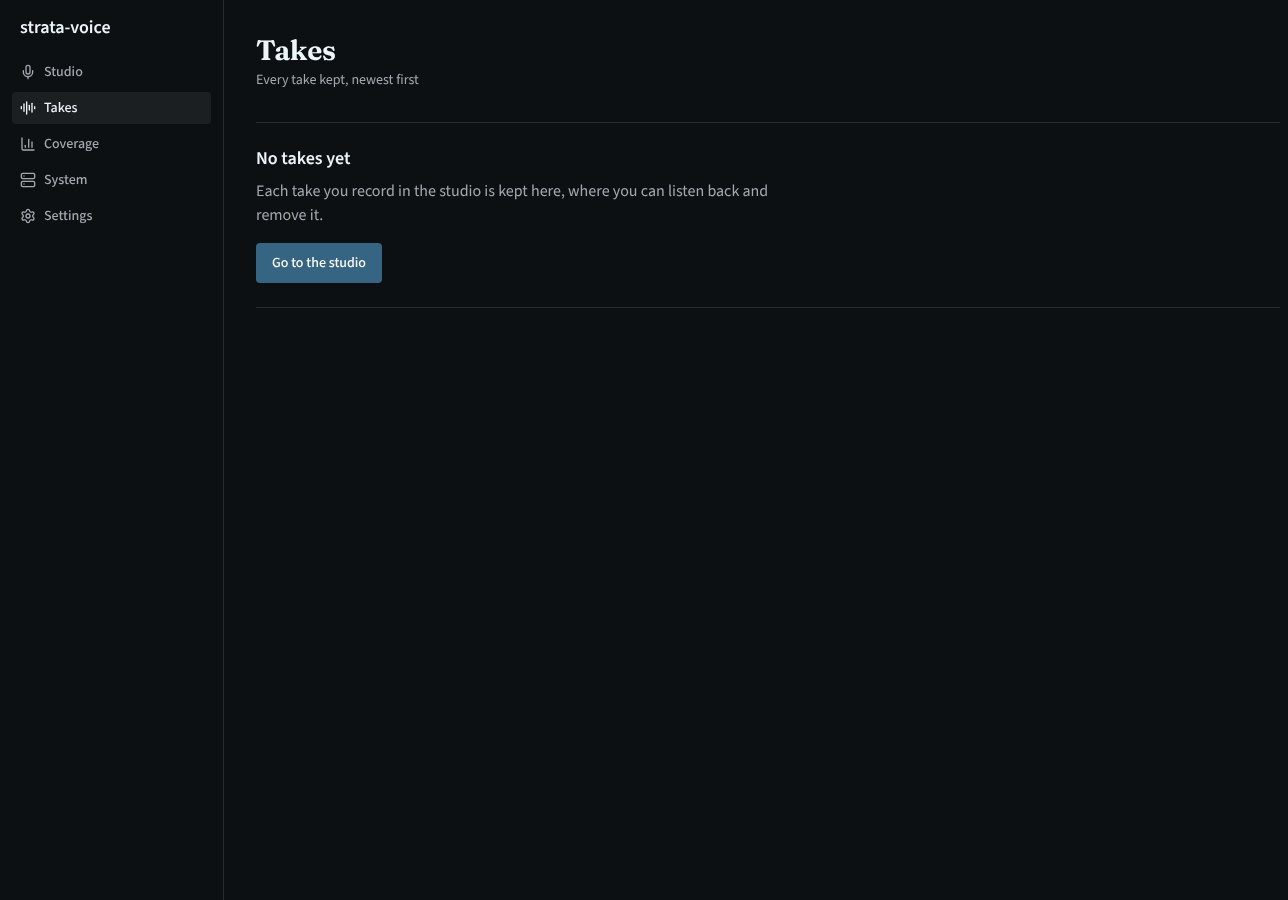 strata-voice
Studio
Takes
Coverage
System
Settings
Takes
Every take kept, newest first
No takes yet
Each take you record in the studio is kept here, where you can listen back and
remove it.
Go to the studio